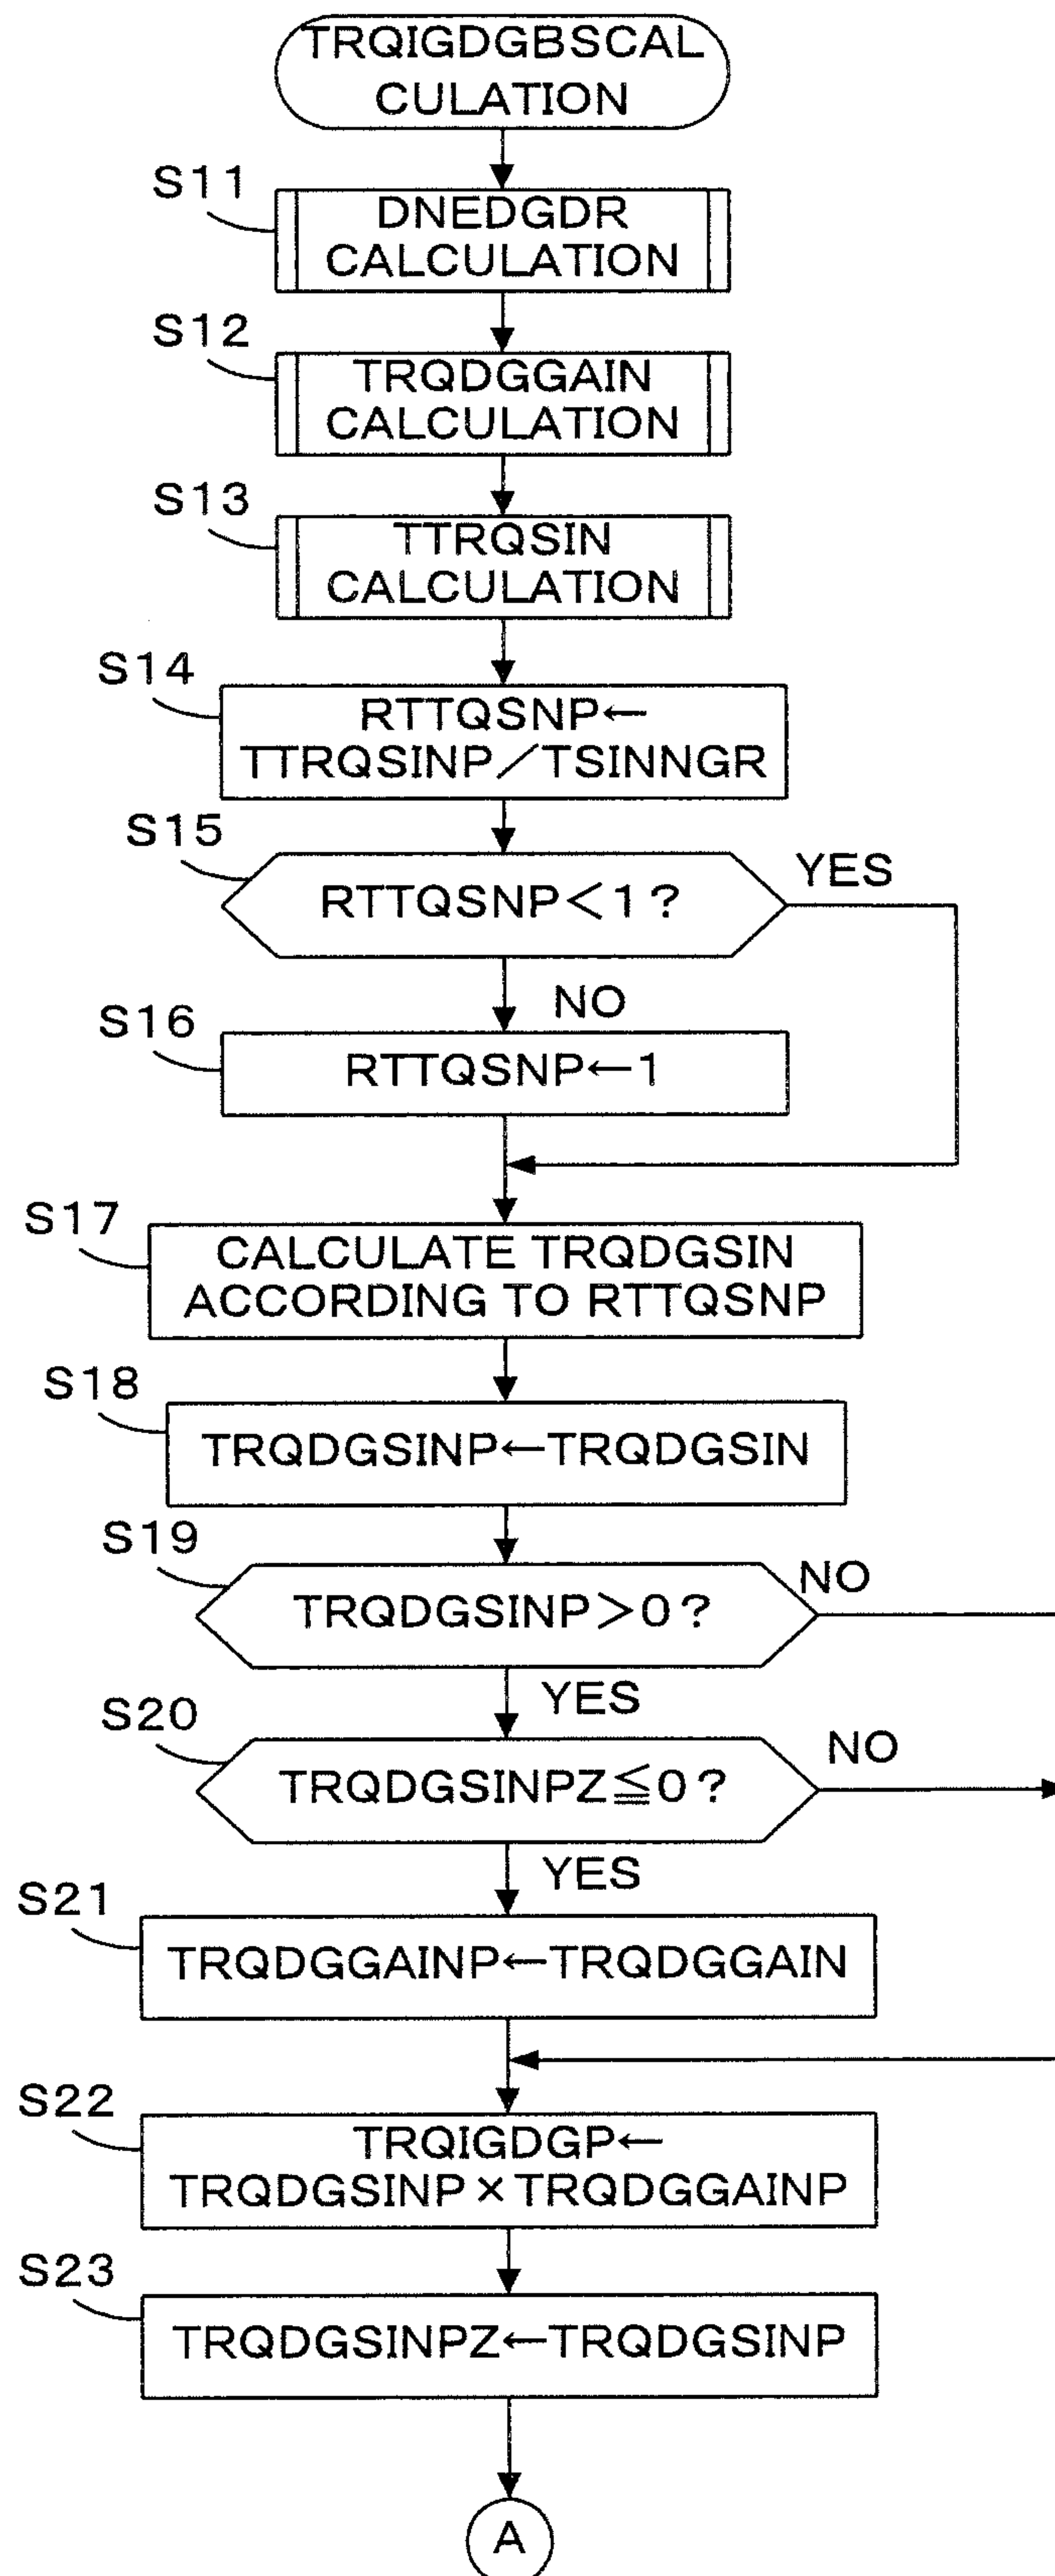 TRQIGDGBSCAL
CULATION
S11
DNEDGDR
CALCULATION
S12
TRQDGGAIN
CALCULATION
S13
TTRQSIN
CALCULATION
S14
RTTQSNP←
TTRQSINP/TSINNGR
S15
RTTQSNP<1?
YES
NO
S16
RTTQSNP←1
S17
CALCULATE TRQDGSIN
ACCORDING TO RTTQSNP
S18
TRQDGSINP←TRQDGSIN
S19
TRQDGSINP>0?
NO
YES
S20
TRQDGSINPZ≦0?
NO
YES
S21
TRQDGGAINP←TRQDGGAIN
S22
TRQIGDGP←
TRQDGSINP×TRQDGGAINP
S23
TRQDGSINPZ←TRQDGSINP
A